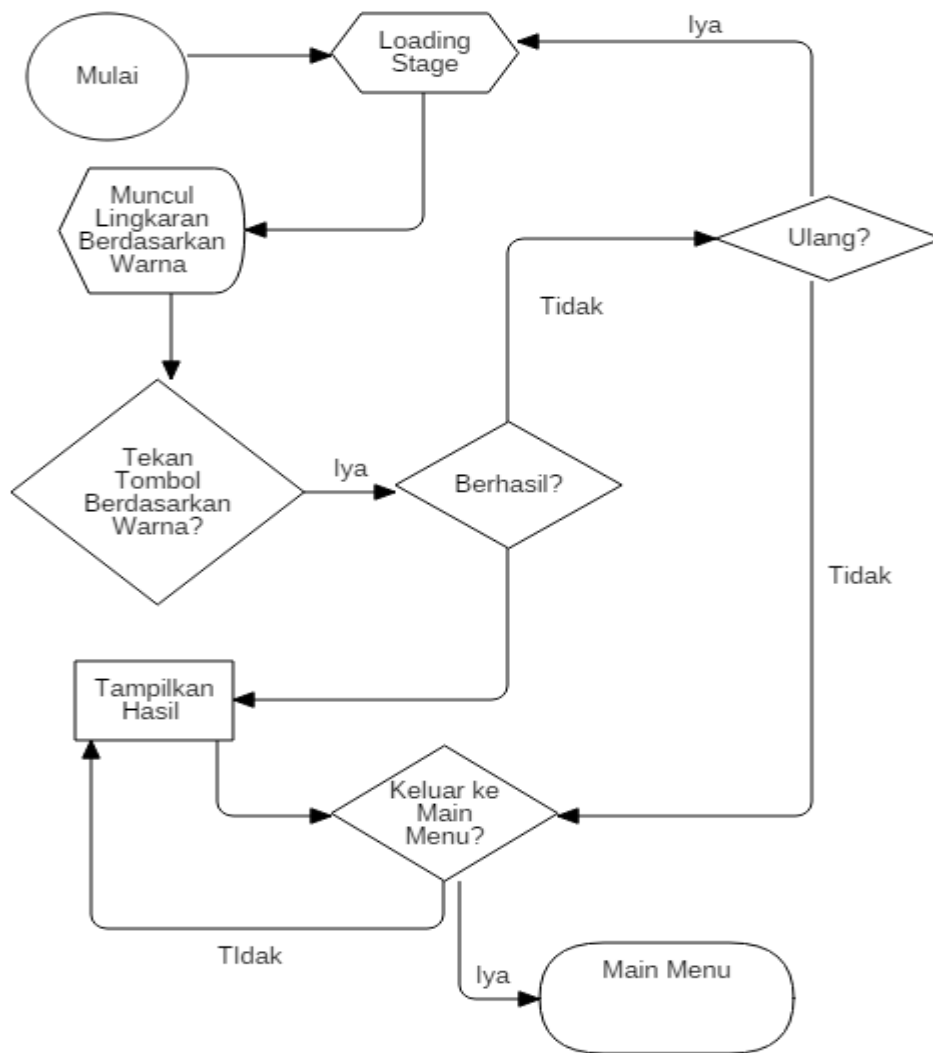 Iya
Loading
Stage
Mulai
Muncul
Lingkaran
Berdasarkan
Warna
Ulang?
Tidak
Tekan
Tombol
Berdasarkan
Warna?
Iya
Berhasil?
Tidak
Tampilkan
Hasil
Keluar ke
Main
Menu?
TIdak
Iya
Main Menu